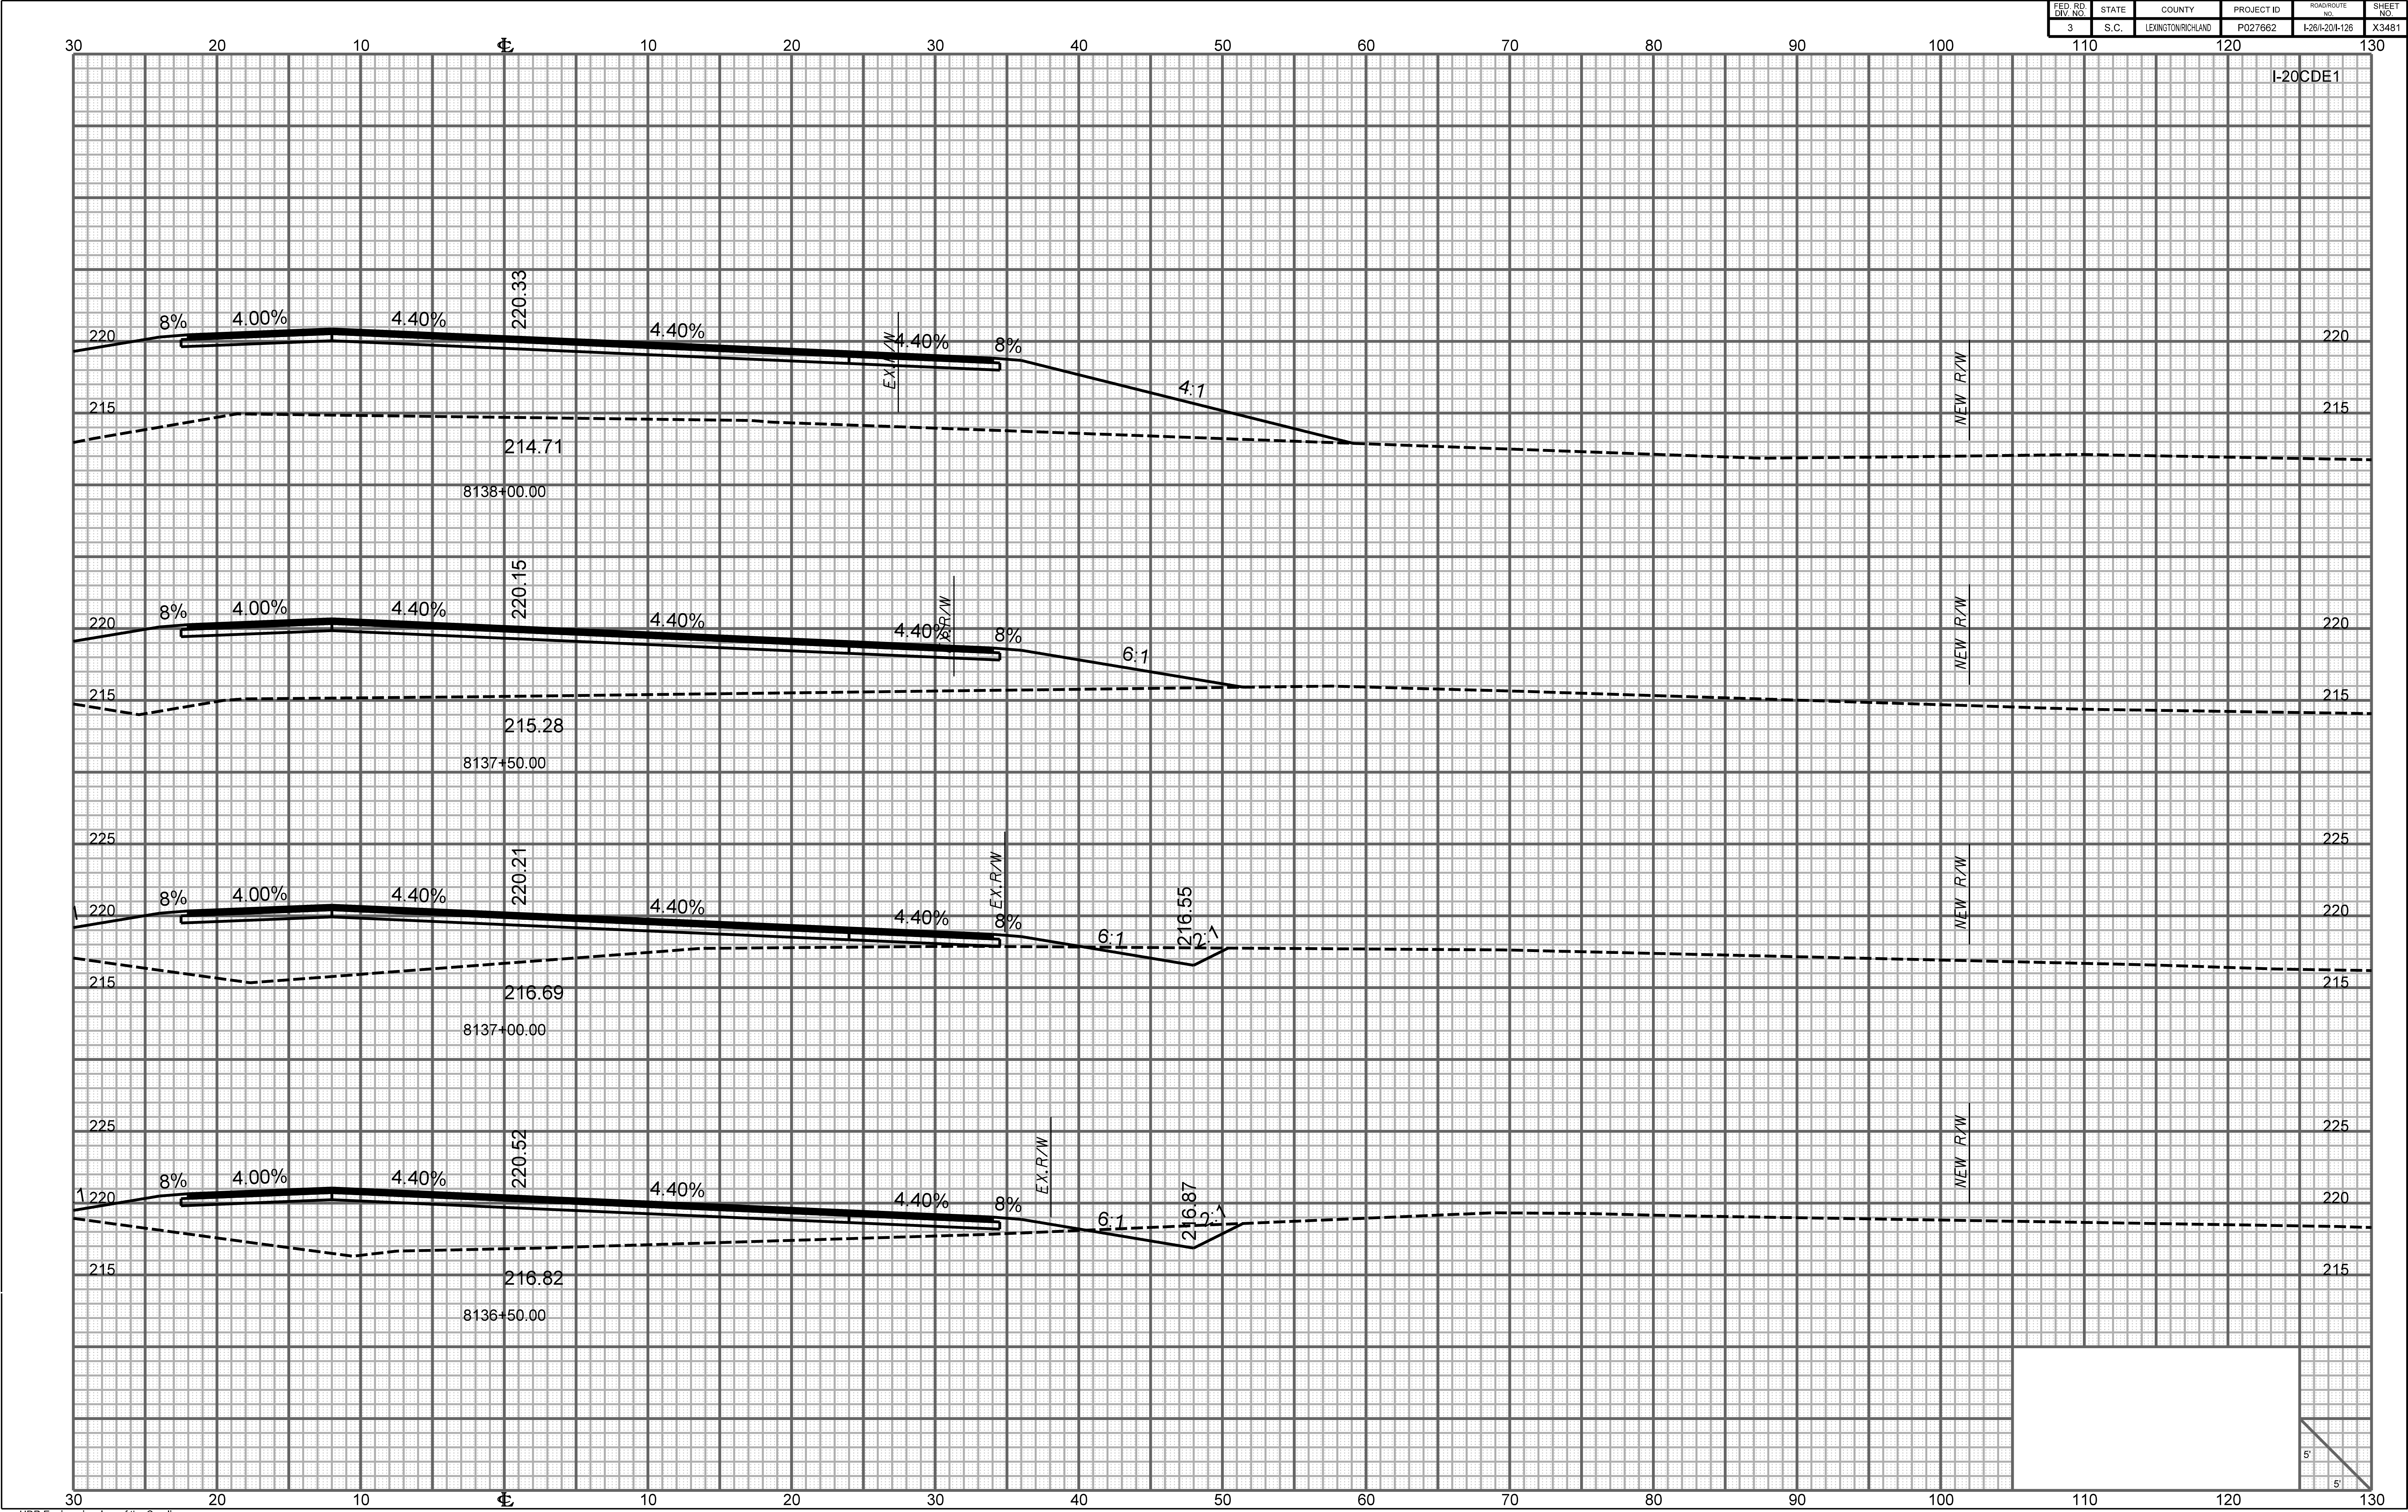 FED. RD. DIV. NO. STATE COUNTY PROJECT ID ROAD/ROUTE NO. SHEET NO.
3 S.C. LEXINGTON/RICHLAND P027662 I-26/I-20/I-126 X3481
30 20 10 ℄ 10 20 30 40 50 60 70 80 90 100 110 120 130
I-20CDE1
220.33
8% 4.00% 4.40% 4.40% 4.40% 8%
220 EX.R/W NEW R/W 220
4:1
215 215
214.71
8138+00.00
220.15
8% 4.00% 4.40% 4.40% 4.40% 8%
220 R/W NEW R/W 220
6:1
215 215
215.28
8137+50.00
225 225
220.21 EX.R/W NEW R/W
8% 4.00% 4.40% 4.40% 4.40% 8%
220 216.55 220
6:1 2:1
215 215
216.69
8137+00.00
225 225
220.52 EX.R/W NEW R/W
8% 4.00% 4.40% 4.40% 4.40% 8%
1 220 216.87 220
6:1 2:1
215 215
216.82
8136+50.00
5'
5'
30 20 10 ℄ 10 20 30 40 50 60 70 80 90 100 110 120 130